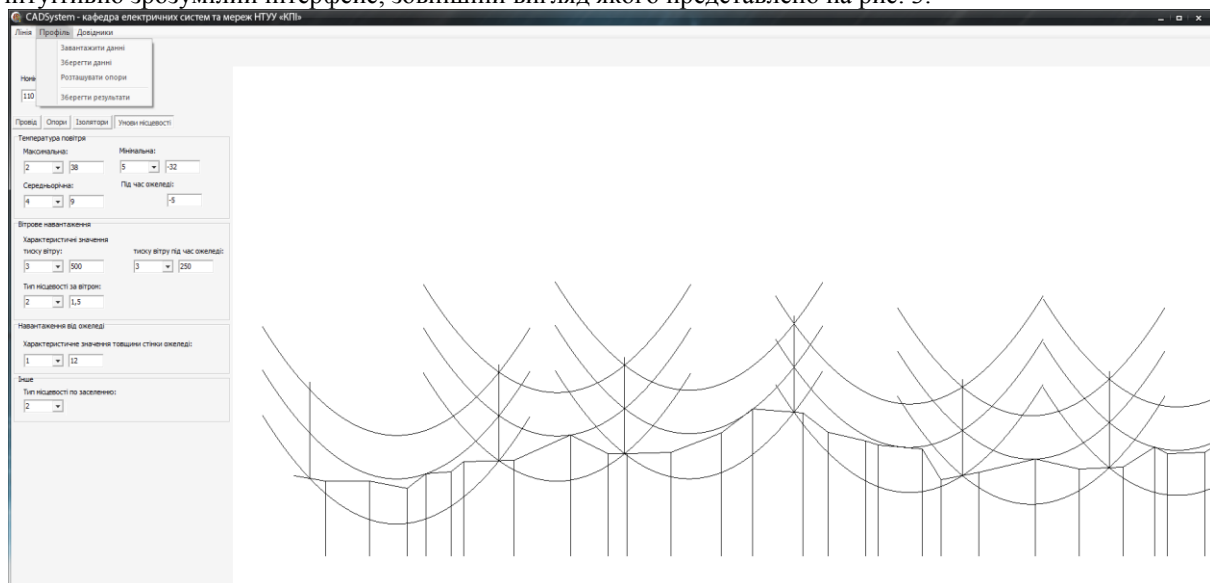 інтуїтивно зрозумілий інтерфейс, зовнішній вигляд якого представлено на рис. 3.
CADSystem - кафедра електричних систем та мереж НТУУ «КПІ»
Лінія Профіль Довідники
Завантажити данні
Зберегти данні
Розташувати опори
Зберегти результати
110
Провід Опори Ізолятори Умови місцевості
Температура повітря
Максимальна: Мінімальна:
2 38 5 -32
Середньорічна: Під час ожеледі:
4 9 -5
Вітрове навантаження
Характеристичні значення
тиску вітру: тиску вітру під час ожеледі:
3 500 3 250
Тип місцевості за вітром:
2 1,5
Навантаження від ожеледі
Характеристичне значення товщини стінки ожеледі:
1 12
Інше
Тип місцевості по заселенню:
2